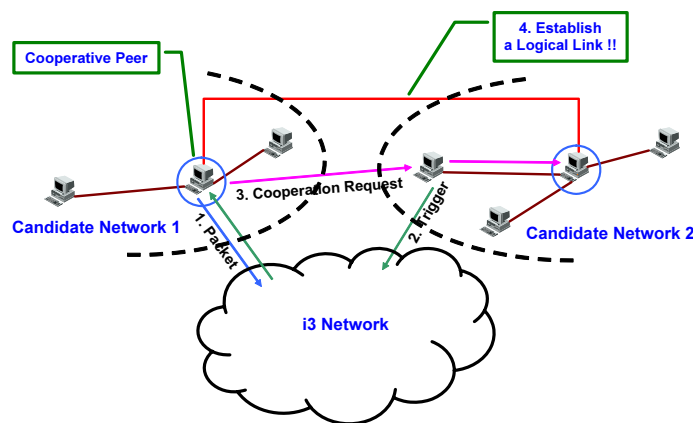 4. Establish
a Logical Link !!
Cooperative Peer
3. Cooperation Request
Candidate Network 1
1. Packet
2. Trigger
Candidate Network 2
i3 Network